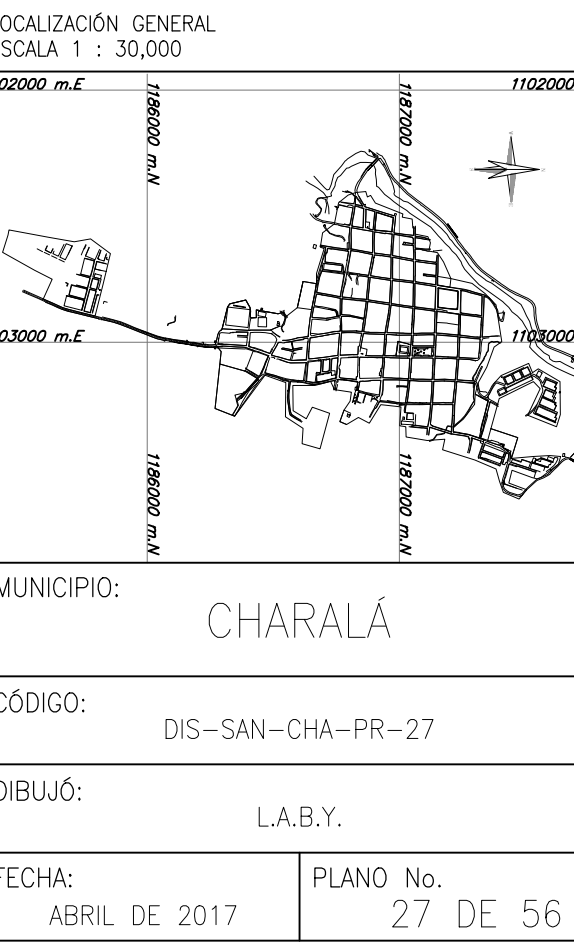 OCALIZACIÓN GENERAL
SCALA 1 : 30,000
02000 m.E
1102000
1186000 m.N
1187000 m.N
03000 m.E
1103000
1186000 m.N
1187000 m.N
MUNICIPIO:
CHARALÁ
CÓDIGO:
DIS-SAN-CHA-PR-27
DIBUJÓ:
L.A.B.Y.
FECHA:
ABRIL DE 2017
PLANO No.
27 DE 56